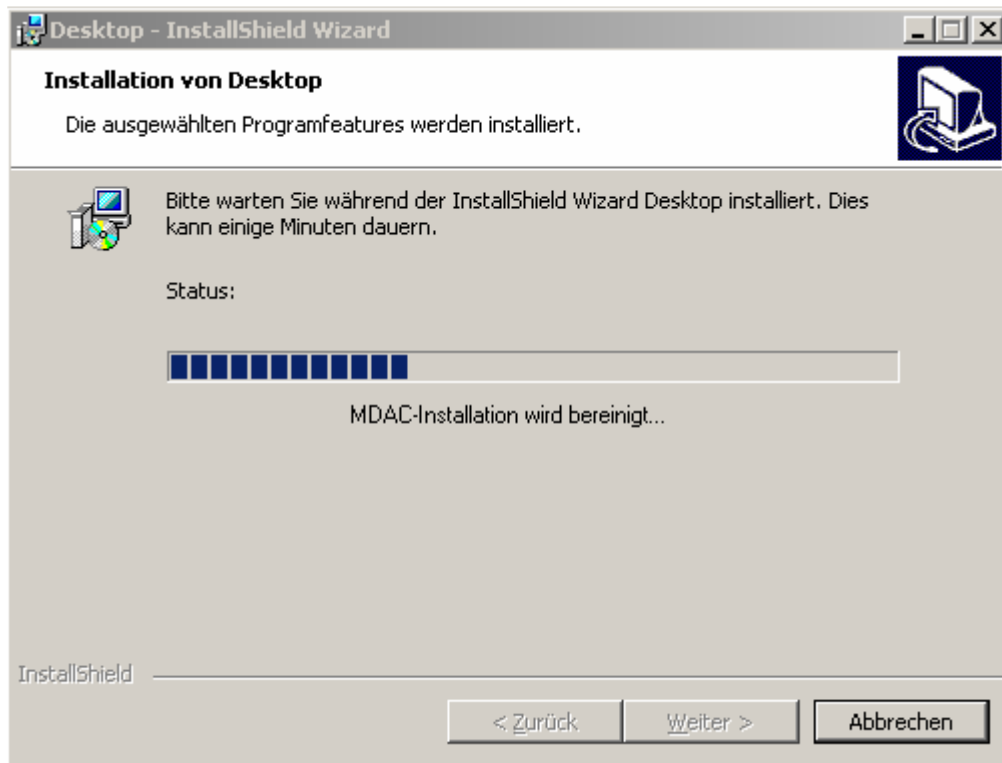 Desktop - InstallShield Wizard
Installation von Desktop
Die ausgewählten Programfeatures werden installiert.
Bitte warten Sie während der InstallShield Wizard Desktop installiert. Dies
kann einige Minuten dauern.
Status:
MDAC-Installation wird bereinigt...
InstallShield
< Zurück
Weiter >
Abbrechen